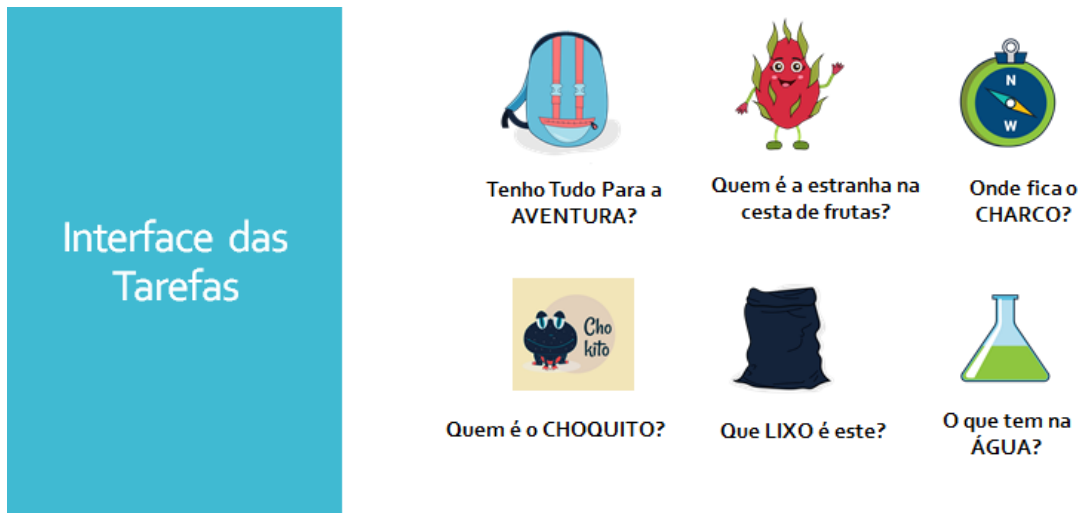 Interface das
Tarefas
Tenho Tudo Para a
AVENTURA?
Quem é a estranha na
cesta de frutas?
N
W
Onde fica o
CHARCO?
Cho
kito
Quem é o CHOQUITO?
Que LIXO é este?
O que tem na
ÁGUA?